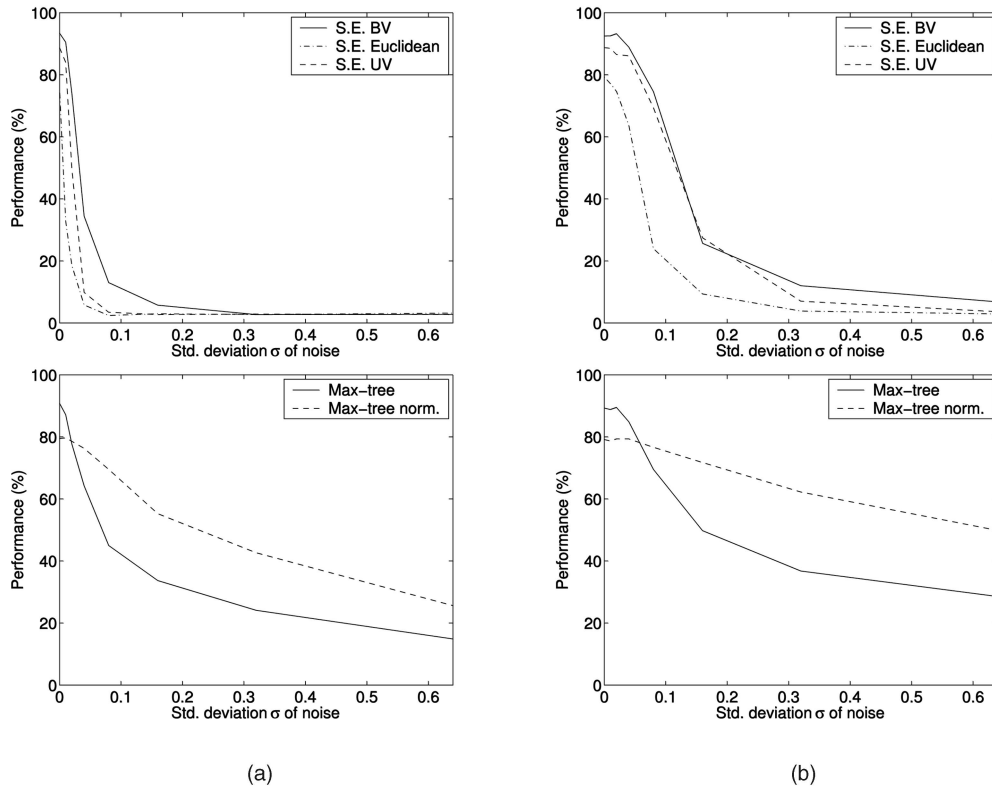 100
80
60
40
20
0
Performance (%)
S.E. BV
S.E. Euclidean
S.E. UV
0 0.1 0.2 0.3 0.4 0.5 0.6
Std. deviation σ of noise
100
80
60
40
20
0
Performance (%)
S.E. BV
S.E. Euclidean
S.E. UV
0 0.1 0.2 0.3 0.4 0.5 0.6
Std. deviation σ of noise
100
80
60
40
20
0
Performance (%)
Max−tree
Max−tree norm.
0 0.1 0.2 0.3 0.4 0.5 0.6
Std. deviation σ of noise
100
80
60
40
20
0
Performance (%)
Max−tree
Max−tree norm.
0 0.1 0.2 0.3 0.4 0.5 0.6
Std. deviation σ of noise
(a)
(b)